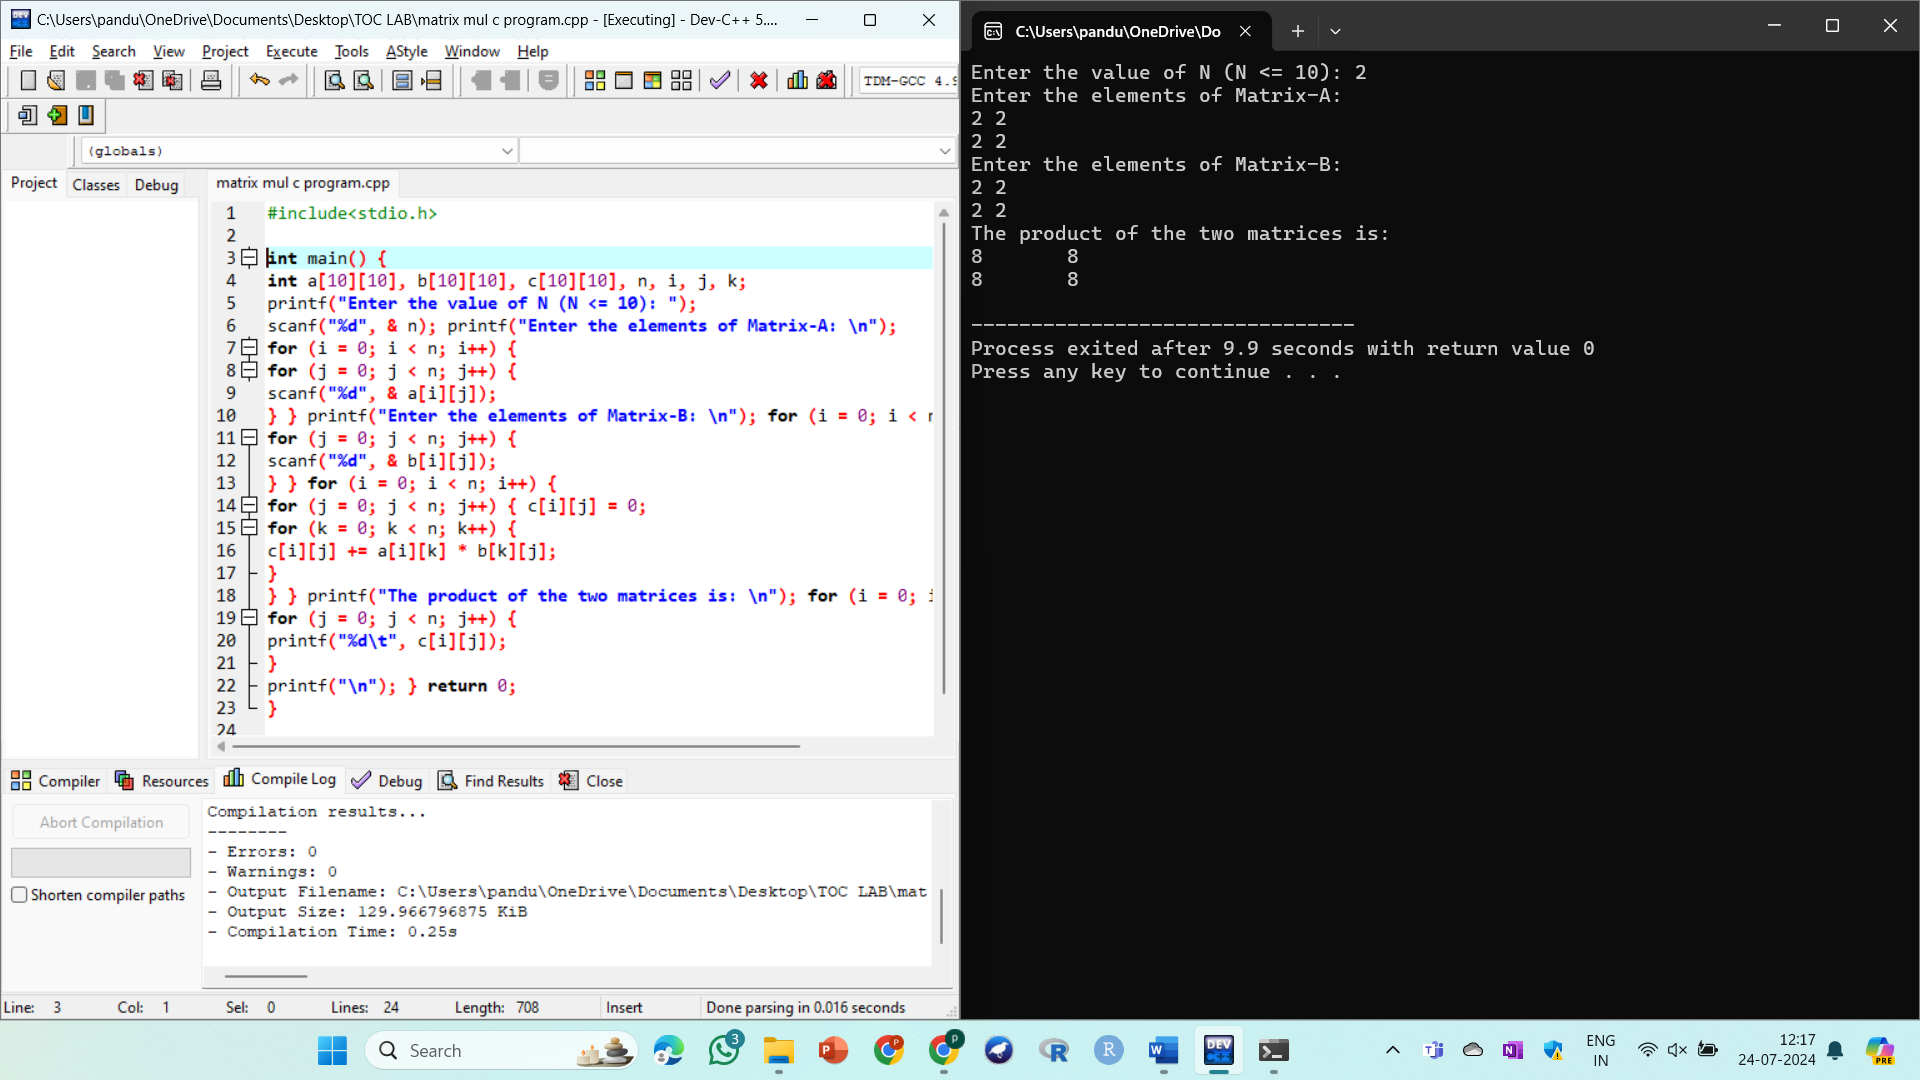 C:\Users\pandu\OneDrive\Documents\Desktop\TOC LAB\matrix mul c program.cpp - [Executing] - Dev-C++ 5....
File Edit Search View Project Execute Tools AStyle Window Help
TDM-GCC 4.9
(globals)
Project Classes Debug
matrix mul c program.cpp
1 #include<stdio.h>
2
3 int main() {
4 int a[10][10], b[10][10], c[10][10], n, i, j, k;
5 printf("Enter the value of N (N <= 10): ");
6 scanf("%d", & n); printf("Enter the elements of Matrix-A: \n");
7 for (i = 0; i < n; i++) {
8 for (j = 0; j < n; j++) {
9 scanf("%d", & a[i][j]);
10 } } printf("Enter the elements of Matrix-B: \n"); for (i = 0; i < n
11 for (j = 0; j < n; j++) {
12 scanf("%d", & b[i][j]);
13 } } for (i = 0; i < n; i++) {
14 for (j = 0; j < n; j++) { c[i][j] = 0;
15 for (k = 0; k < n; k++) {
16 c[i][j] += a[i][k] * b[k][j];
17 }
18 } } printf("The product of the two matrices is: \n"); for (i = 0; i
19 for (j = 0; j < n; j++) {
20 printf("%d\t", c[i][j]);
21 }
22 printf("\n"); } return 0;
23 }
24
Compiler Resources Compile Log Debug Find Results Close
Abort Compilation
Shorten compiler paths
Compilation results...
--------
- Errors: 0
- Warnings: 0
- Output Filename: C:\Users\pandu\OneDrive\Documents\Desktop\TOC LAB\mat
- Output Size: 129.966796875 KiB
- Compilation Time: 0.25s
Line: 3 Col: 1 Sel: 0 Lines: 24 Length: 708 Insert Done parsing in 0.016 seconds
C:\Users\pandu\OneDrive\Do
Enter the value of N (N <= 10): 2
Enter the elements of Matrix-A:
2 2
2 2
Enter the elements of Matrix-B:
2 2
2 2
The product of the two matrices is:
8 8
8 8
--------------------------------
Process exited after 9.9 seconds with return value 0
Press any key to continue . . .
Search
3
ENG
IN
12:17
24-07-2024